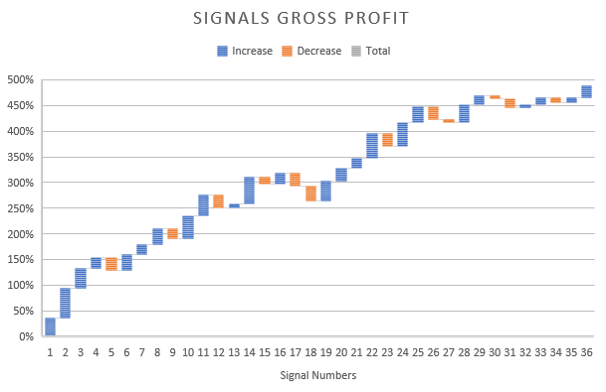 SIGNALS GROSS PROFIT
Increase Decrease Total
500%
450%
400%
350%
300%
250%
200%
150%
100%
50%
0%
1 2 3 4 5 6 7 8 9 10 11 12 13 14 15 16 17 18 19 20 21 22 23 24 25 26 27 28 29 30 31 32 33 34 35 36
Signal Numbers